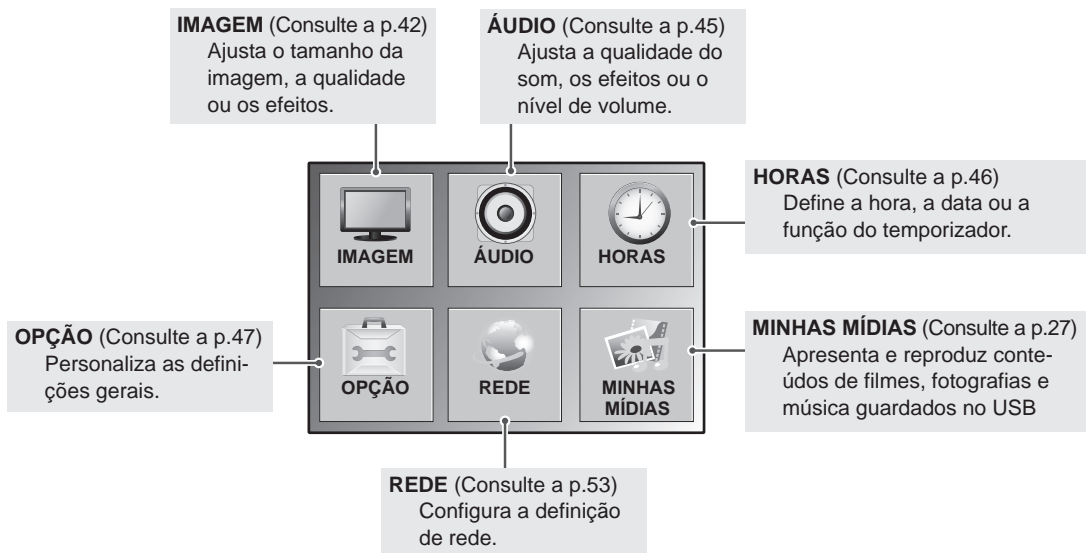 IMAGEM (Consulte a p.42)
Ajusta o tamanho da
imagem, a qualidade
ou os efeitos.
ÁUDIO (Consulte a p.45)
Ajusta a qualidade do
som, os efeitos ou o
nível de volume.
HORAS (Consulte a p.46)
Define a hora, a data ou a
função do temporizador.
IMAGEM
ÁUDIO
HORAS
OPÇÃO (Consulte a p.47)
Personaliza as defini-
ções gerais.
OPÇÃO
REDE
MINHAS
MÍDIAS
MINHAS MÍDIAS (Consulte a p.27)
Apresenta e reproduz conte-
údos de filmes, fotografias e
música guardados no USB
REDE (Consulte a p.53)
Configura a definição
de rede.